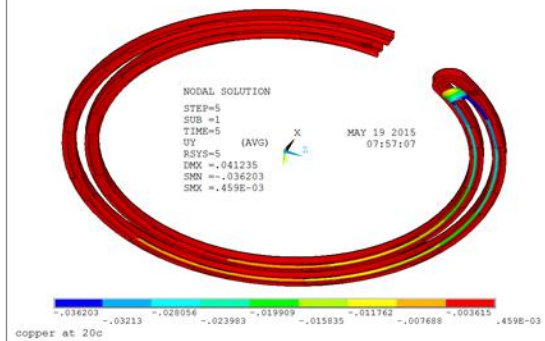 NODAL SOLUTION
STEP=5
SUB =1
TIME=5
UY (AVG)
RSYS=5
DMX =.041235
SMN =-.036203
SMX =.459E-03
X
Z
MAY 19 2015
07:57:07
-.036203 -.028056 -.019909 -.011762 -.003615
-.03213 -.023983 -.015835 -.007688 .459E-03
copper at 20c